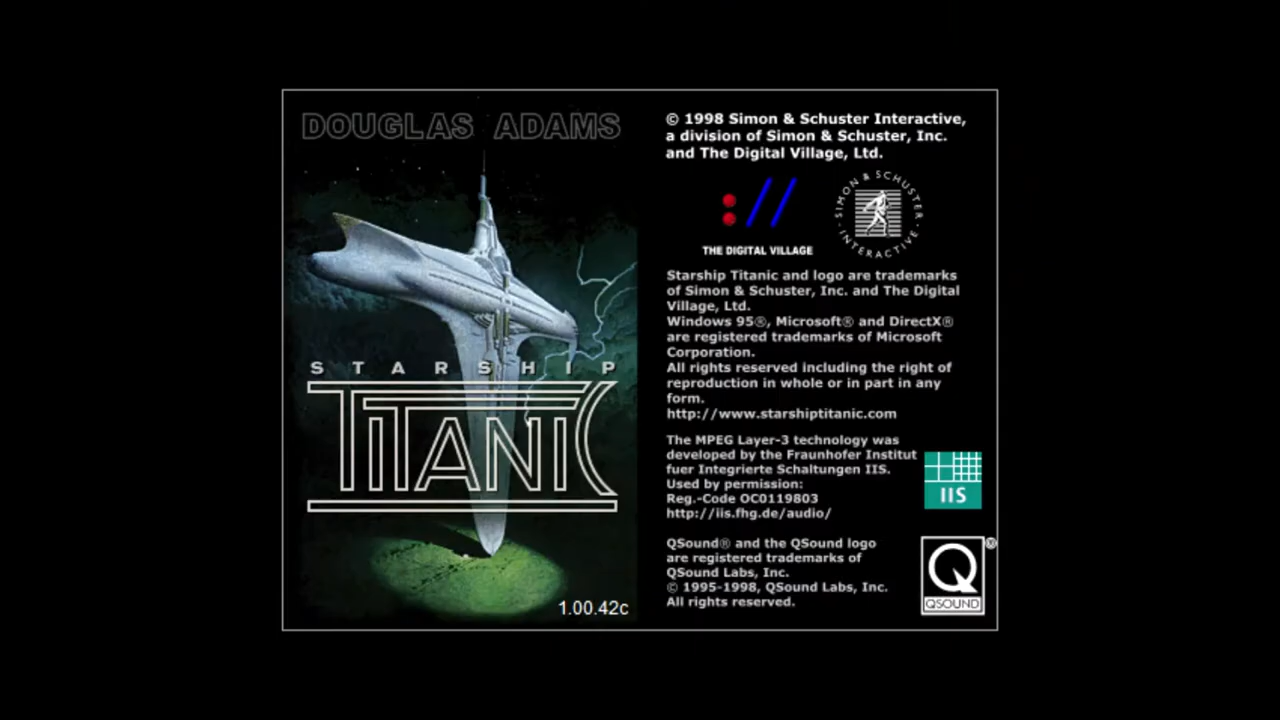 DOUGLAS ADAMS
STARSHIP
TITANIC
1.00.42c
© 1998 Simon & Schuster Interactive,
a division of Simon & Schuster, Inc.
and The Digital Village, Ltd.
://
THE DIGITAL VILLAGE
SIMON & SCHUSTER
· INTERACTIVE ·
Starship Titanic and logo are trademarks
of Simon & Schuster, Inc. and The Digital
Village, Ltd.
Windows 95®, Microsoft® and DirectX®
are registered trademarks of Microsoft
Corporation.
All rights reserved including the right of
reproduction in whole or in part in any
form.
http://www.starshiptitanic.com
The MPEG Layer-3 technology was
developed by the Fraunhofer Institut
fuer Integrierte Schaltungen IIS.
Used by permission:
Reg.-Code OC0119803
http://iis.fhg.de/audio/
IIS
QSound® and the QSound logo
are registered trademarks of
QSound Labs, Inc.
© 1995-1998, QSound Labs, Inc.
All rights reserved.
Q ®
QSOUND